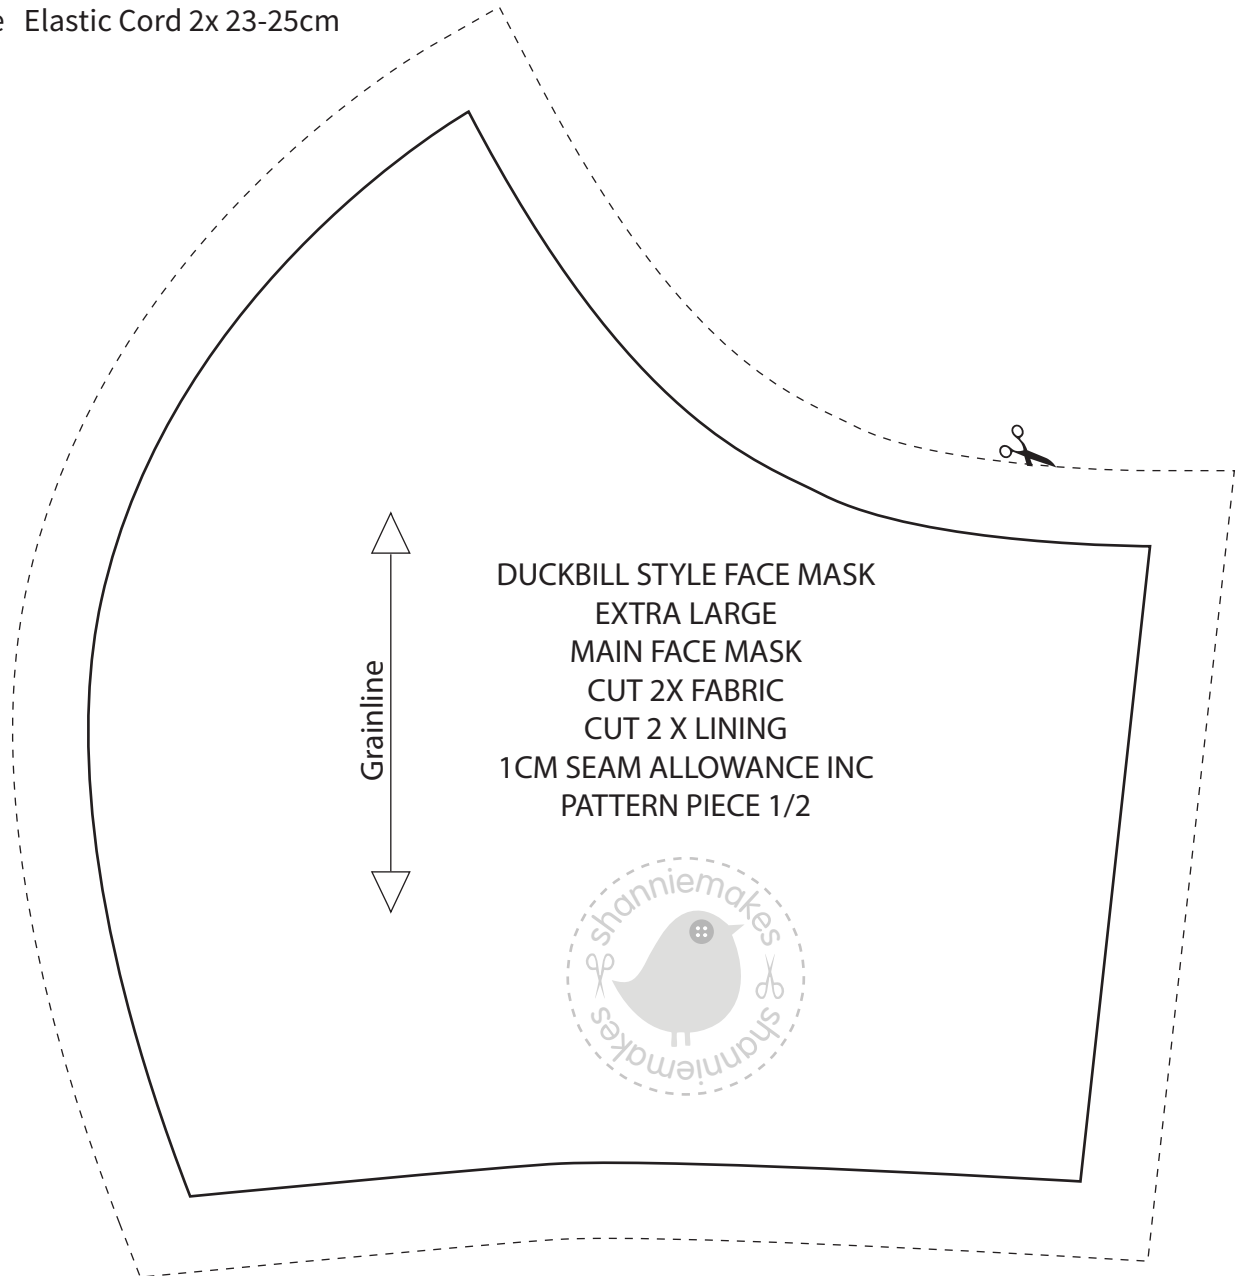 e Elastic Cord 2x 23-25cm
DUCKBILL STYLE FACE MASK
EXTRA LARGE
MAIN FACE MASK
CUT 2X FABRIC
CUT 2 X LINING
1CM SEAM ALLOWANCE INC
PATTERN PIECE 1/2
Grainline
shanniemakes
shanniemakes